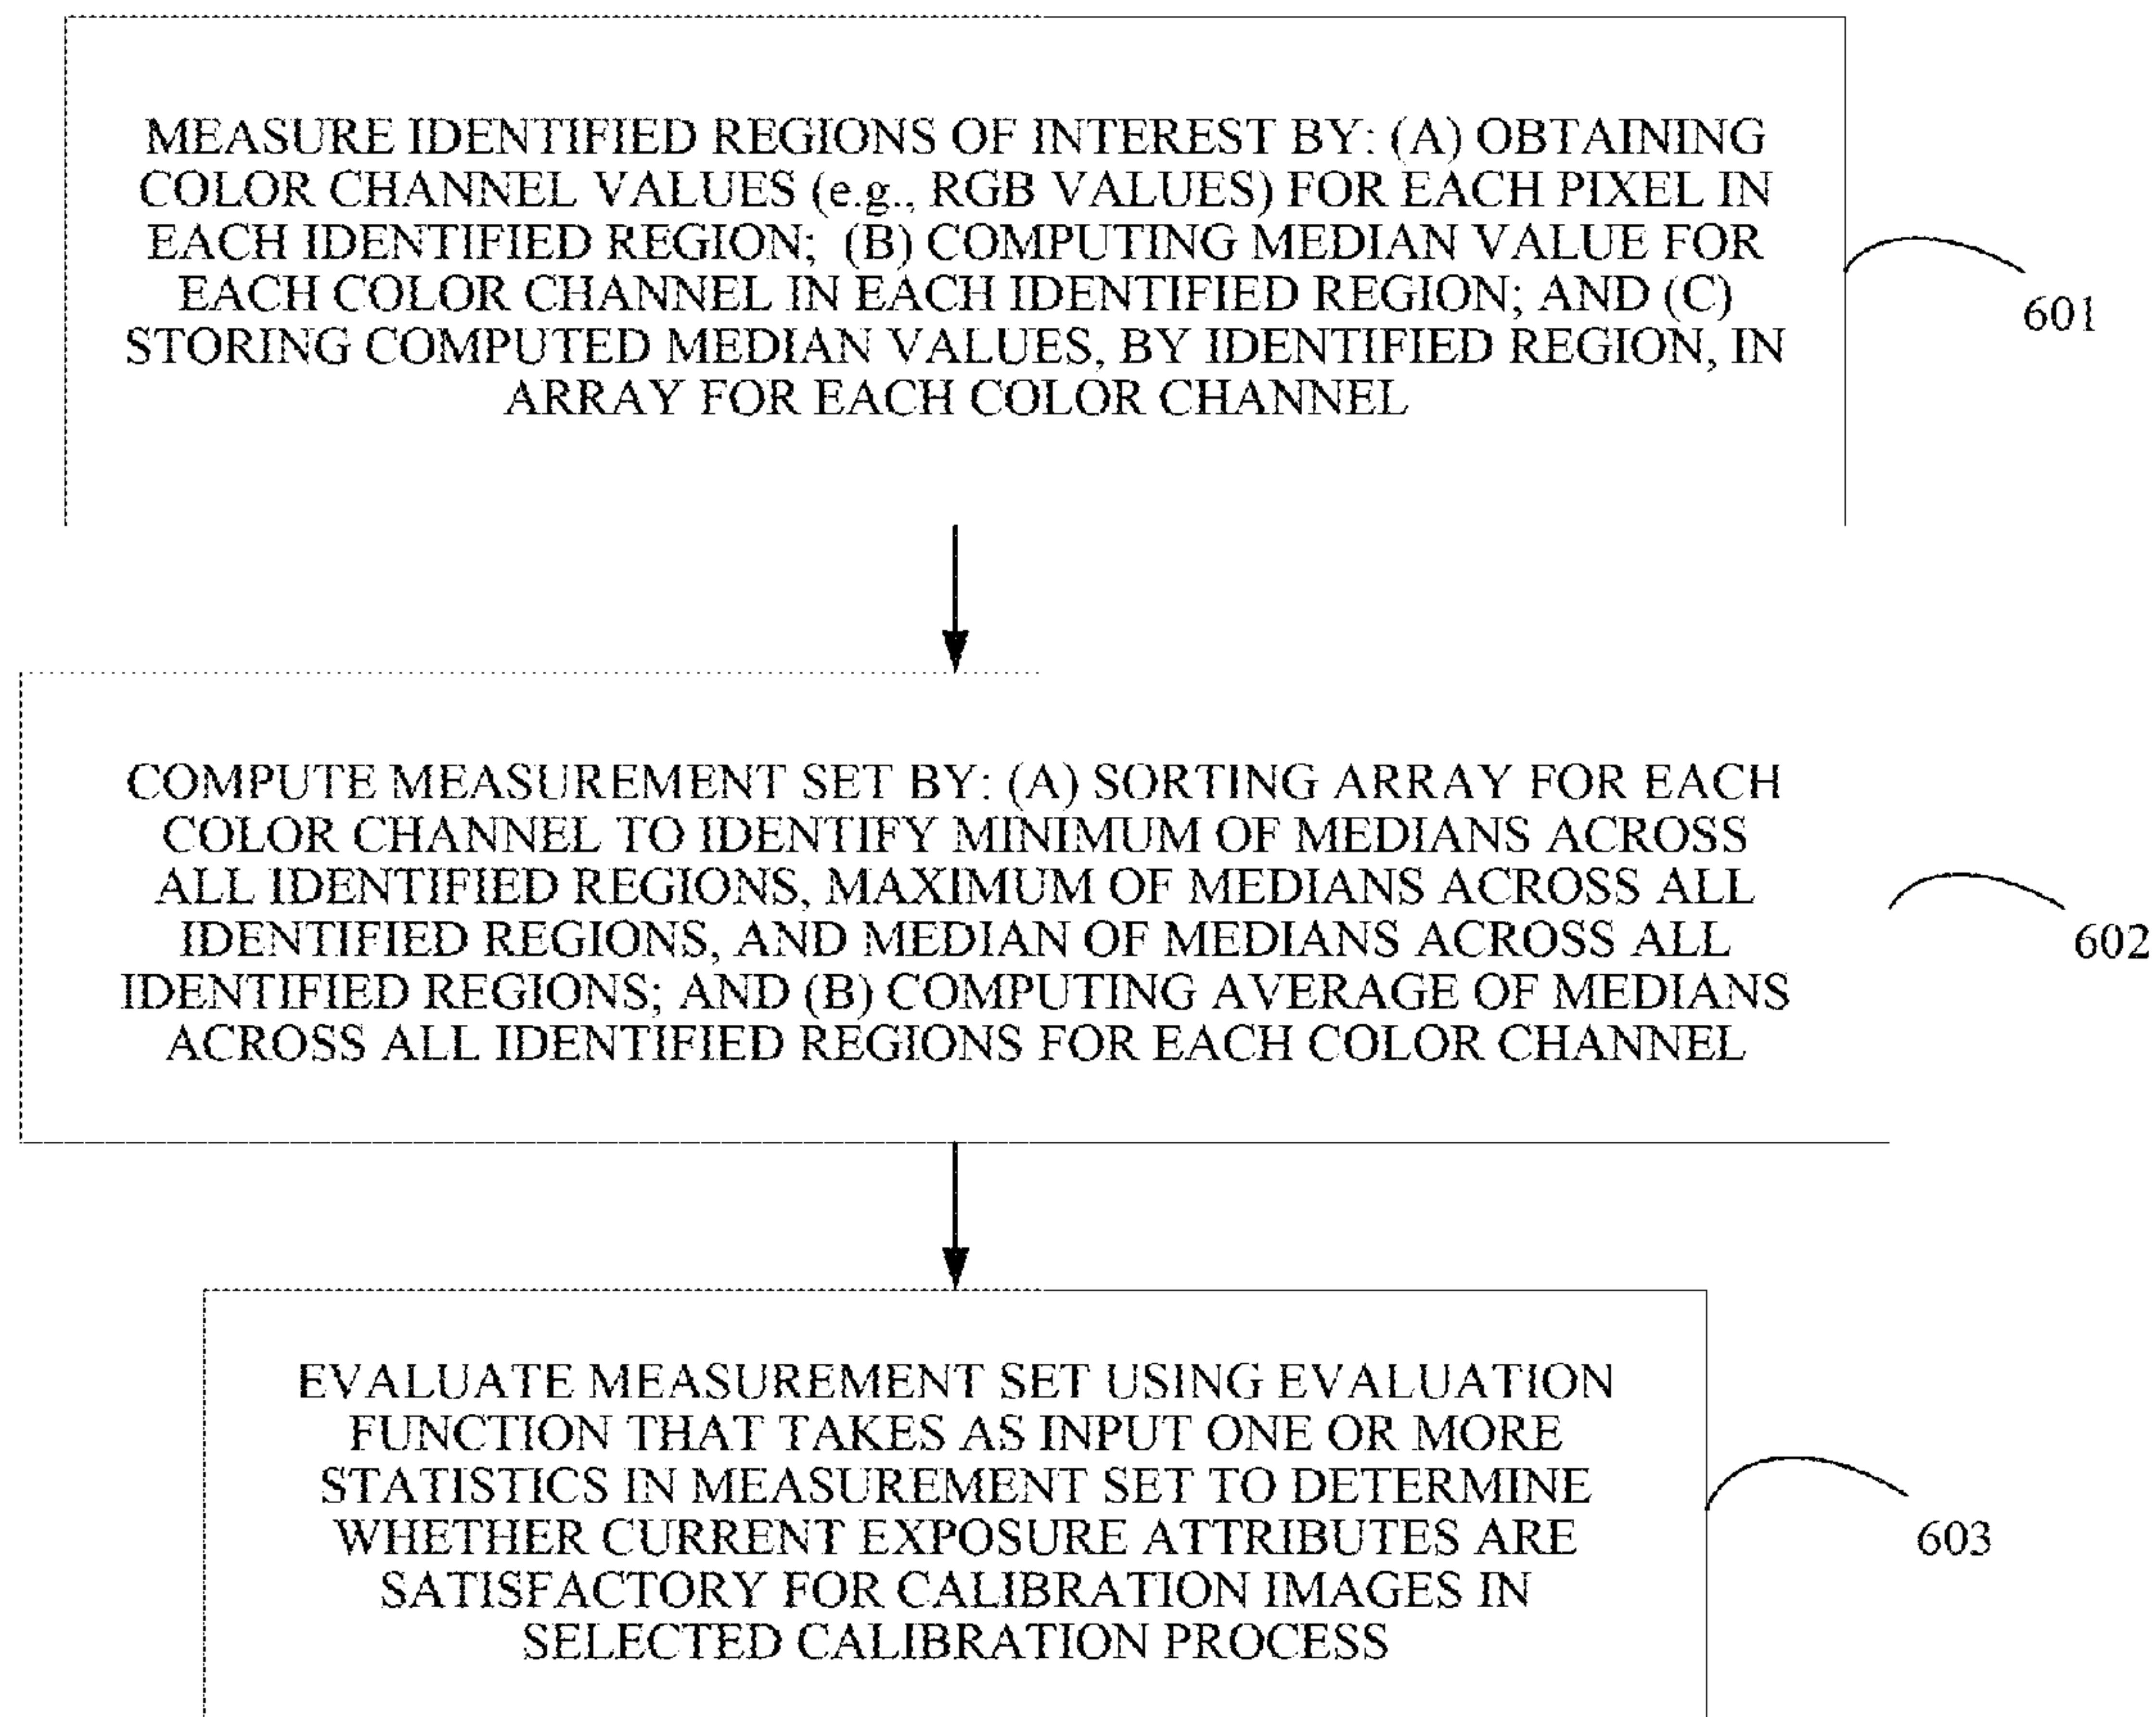 MEASURE IDENTIFIED REGIONS OF INTEREST BY: (A) OBTAINING
COLOR CHANNEL VALUES (e.g., RGB VALUES) FOR EACH PIXEL IN
EACH IDENTIFIED REGION; (B) COMPUTING MEDIAN VALUE FOR
EACH COLOR CHANNEL IN EACH IDENTIFIED REGION; AND (C)
STORING COMPUTED MEDIAN VALUES, BY IDENTIFIED REGION, IN
ARRAY FOR EACH COLOR CHANNEL
601
COMPUTE MEASUREMENT SET BY: (A) SORTING ARRAY FOR EACH
COLOR CHANNEL TO IDENTIFY MINIMUM OF MEDIANS ACROSS
ALL IDENTIFIED REGIONS, MAXIMUM OF MEDIANS ACROSS ALL
IDENTIFIED REGIONS, AND MEDIAN OF MEDIANS ACROSS ALL
IDENTIFIED REGIONS; AND (B) COMPUTING AVERAGE OF MEDIANS
ACROSS ALL IDENTIFIED REGIONS FOR EACH COLOR CHANNEL
602
EVALUATE MEASUREMENT SET USING EVALUATION
FUNCTION THAT TAKES AS INPUT ONE OR MORE
STATISTICS IN MEASUREMENT SET TO DETERMINE
WHETHER CURRENT EXPOSURE ATTRIBUTES ARE
SATISFACTORY FOR CALIBRATION IMAGES IN
SELECTED CALIBRATION PROCESS
603